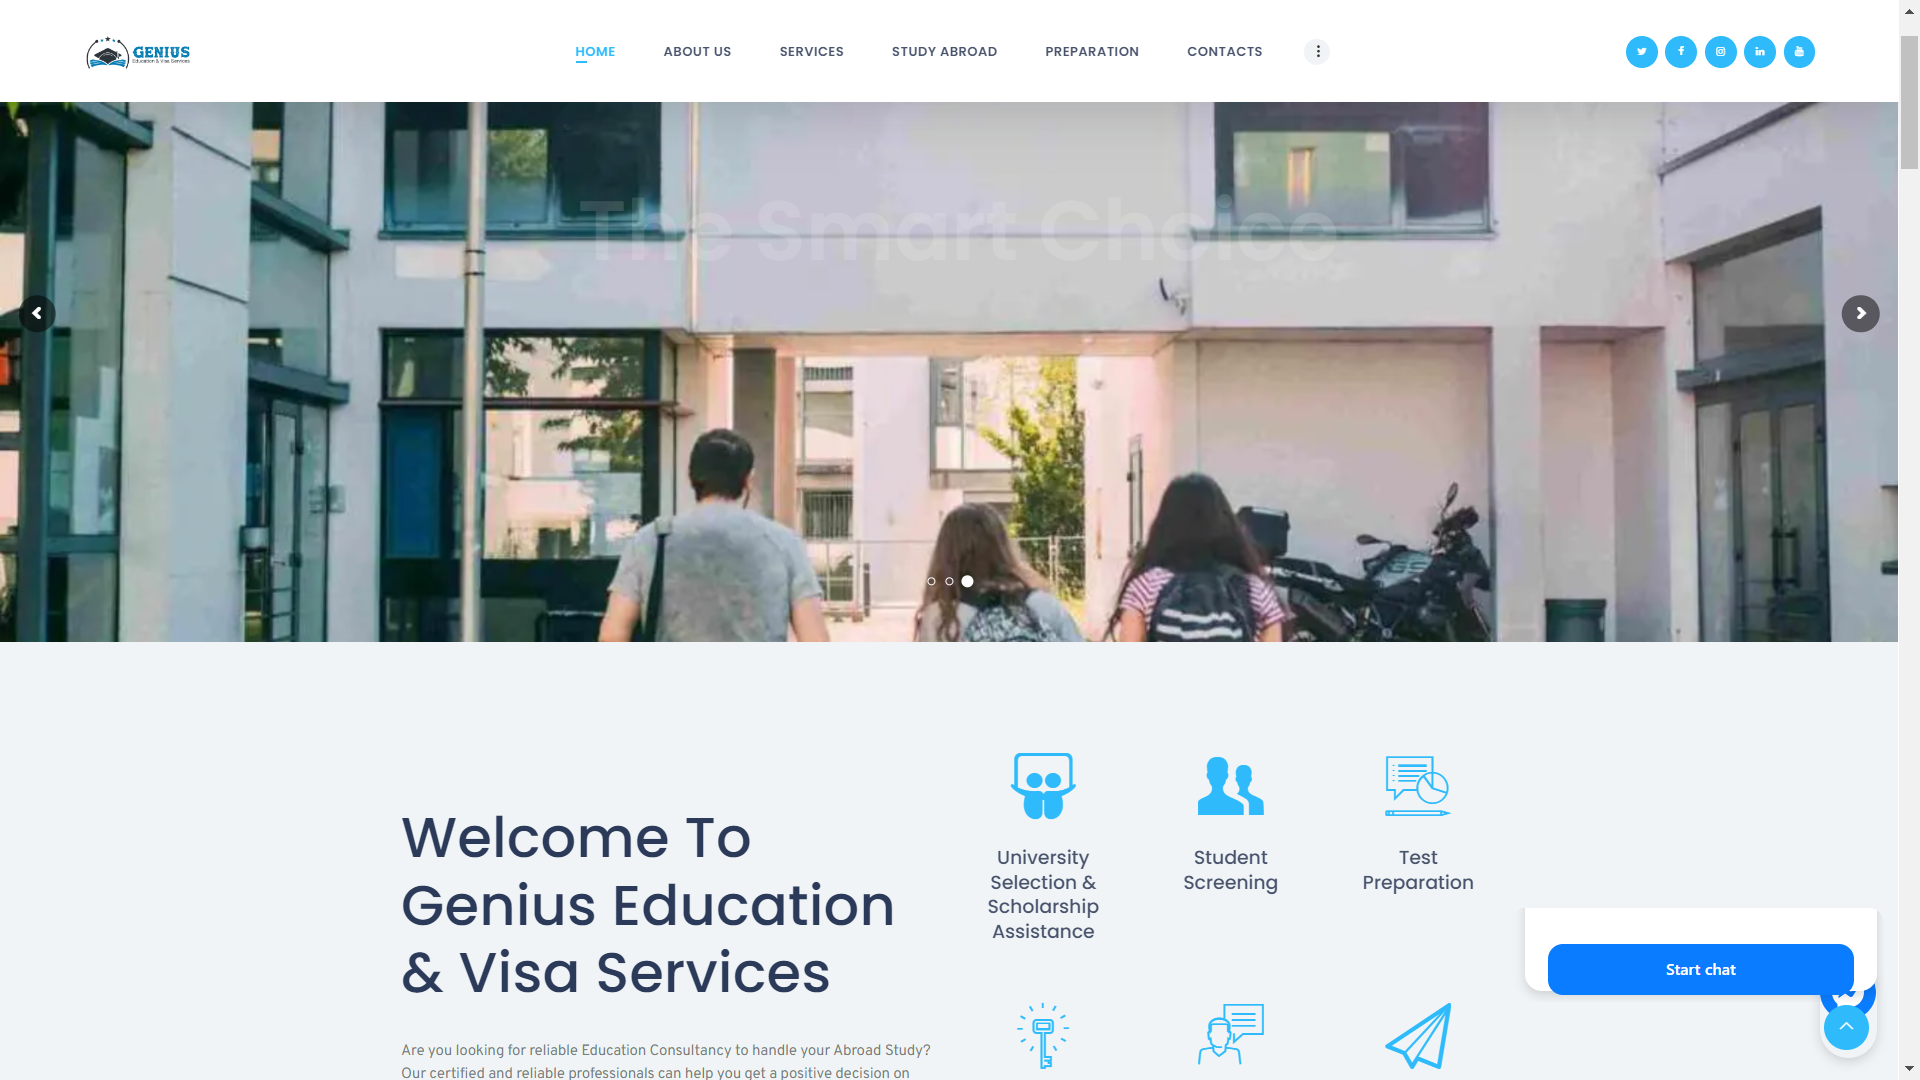 GENIUS
Education & Visa Services
HOME
ABOUT US
SERVICES
STUDY ABROAD
PREPARATION
CONTACTS
The Smart Choice
Welcome To
Genius Education
& Visa Services
Are you looking for reliable Education Consultancy to handle your Abroad Study?
Our certified and reliable professionals can help you get a positive decision on
University
Selection &
Scholarship
Assistance
Student
Screening
Test
Preparation
Start chat